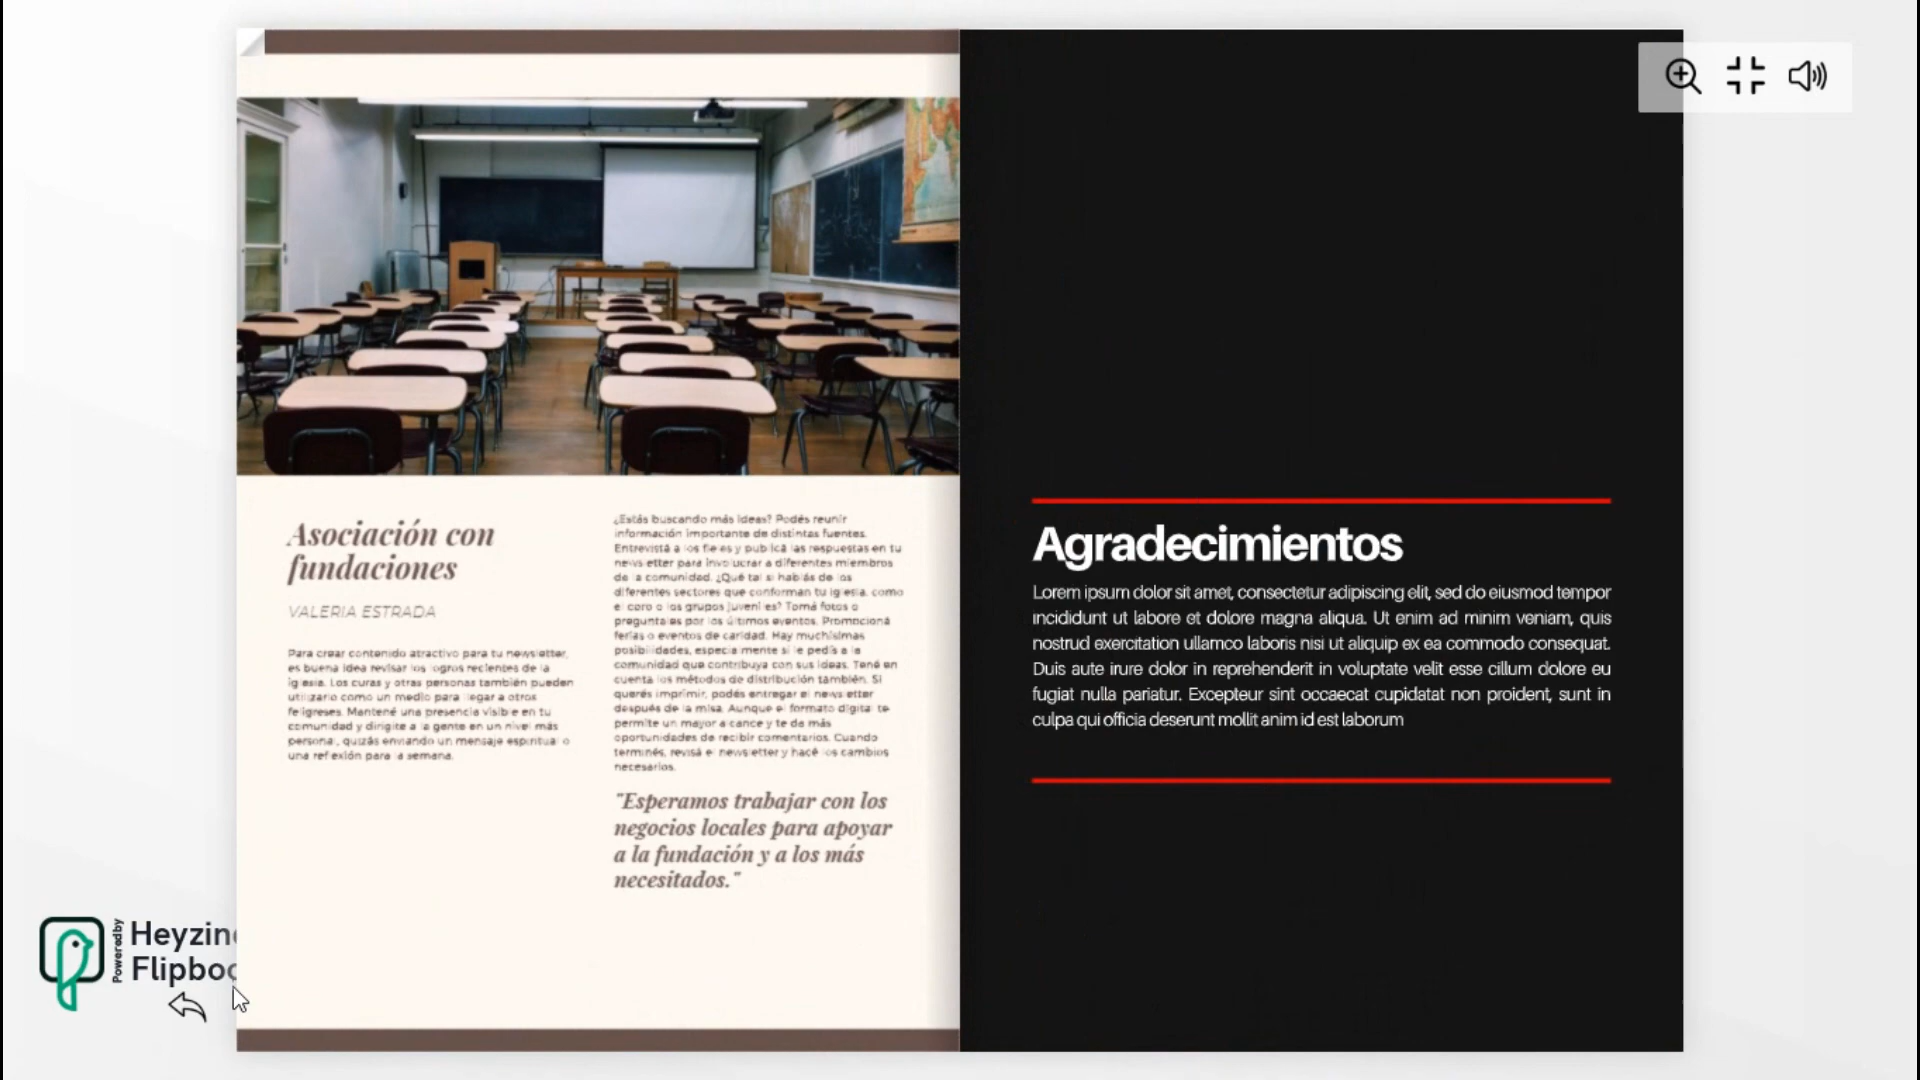 Asociación con
fundaciones
VALERIA ESTRADA
Para crear contenido atractivo para tu newsletter,
es buena idea revisar los logros recientes de la
iglesia. Los curas y otras personas también pueden
utilizarlo como un medio para llegar a otros
feligreses. Mantené una presencia visible en tu
comunidad y dirigite a la gente en un nivel más
personal, quizás enviando un mensaje espiritual o
una reflexión para la semana.
¿Estás buscando más ideas? Podés reunir
información importante de distintas fuentes.
Entrevistá a los fieles y publicá las respuestas en tu
newsletter para involucrar a diferentes miembros
de la comunidad. ¿Qué tal si hablás de los
diferentes sectores que conforman tu iglesia, como
el coro o los grupos juveniles? Tomá fotos o
preguntales por los últimos eventos. Promocioná
ferias o eventos de caridad. Hay muchísimas
posibilidades, especialmente si le pedís a la
comunidad que contribuya con sus ideas. Tené en
cuenta los métodos de distribución también. Si
querés imprimir, podés entregar el newsletter
después de la misa. Aunque el formato digital te
permite un mayor alcance y te da más
oportunidades de recibir comentarios. Cuando
terminés, revisá el newsletter y hacé los cambios
necesarios.
"Esperamos trabajar con los
negocios locales para apoyar
a la fundación y a los más
necesitados."
Agradecimientos
Lorem ipsum dolor sit amet, consectetur adipiscing elit, sed do eiusmod tempor
incididunt ut labore et dolore magna aliqua. Ut enim ad minim veniam, quis
nostrud exercitation ullamco laboris nisi ut aliquip ex ea commodo consequat.
Duis aute irure dolor in reprehenderit in voluptate velit esse cillum dolore eu
fugiat nulla pariatur. Excepteur sint occaecat cupidatat non proident, sunt in
culpa qui officia deserunt mollit anim id est laborum
Powered by
Heyzin
Flipboo